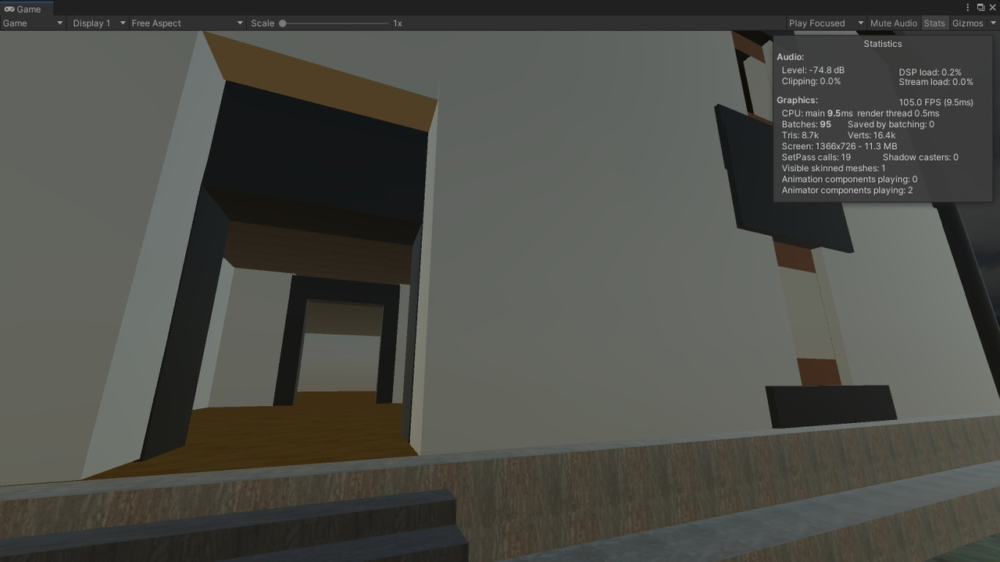 Game
Game Display 1 Free Aspect Scale 1x Play Focused Mute Audio Stats Gizmos
Statistics
Audio:
Level: -74.8 dB DSP load: 0.2%
Clipping: 0.0% Stream load: 0.0%
Graphics: 105.0 FPS (9.5ms)
CPU: main 9.5ms render thread 0.5ms
Batches: 95 Saved by batching: 0
Tris: 8.7k Verts: 16.4k
Screen: 1366x726 - 11.3 MB
SetPass calls: 19 Shadow casters: 0
Visible skinned meshes: 1
Animation components playing: 0
Animator components playing: 2